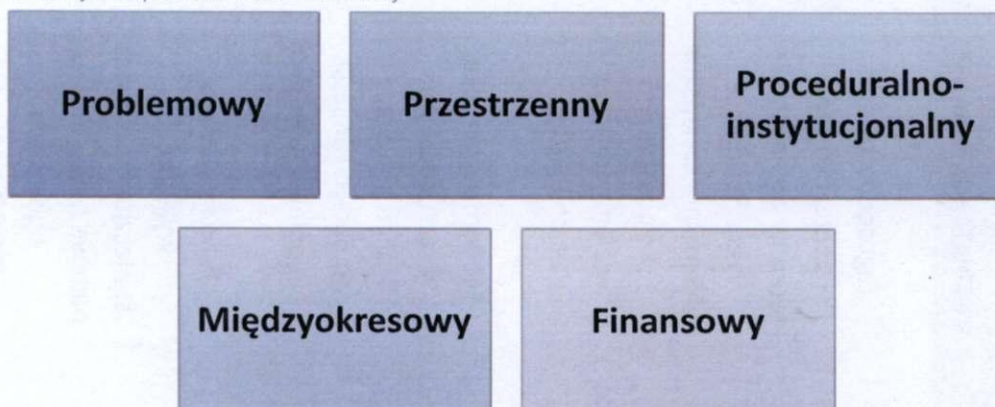 Problemowy
Przestrzenny
Proceduralno-
instytucjonalny
Międzyokresowy
Finansowy